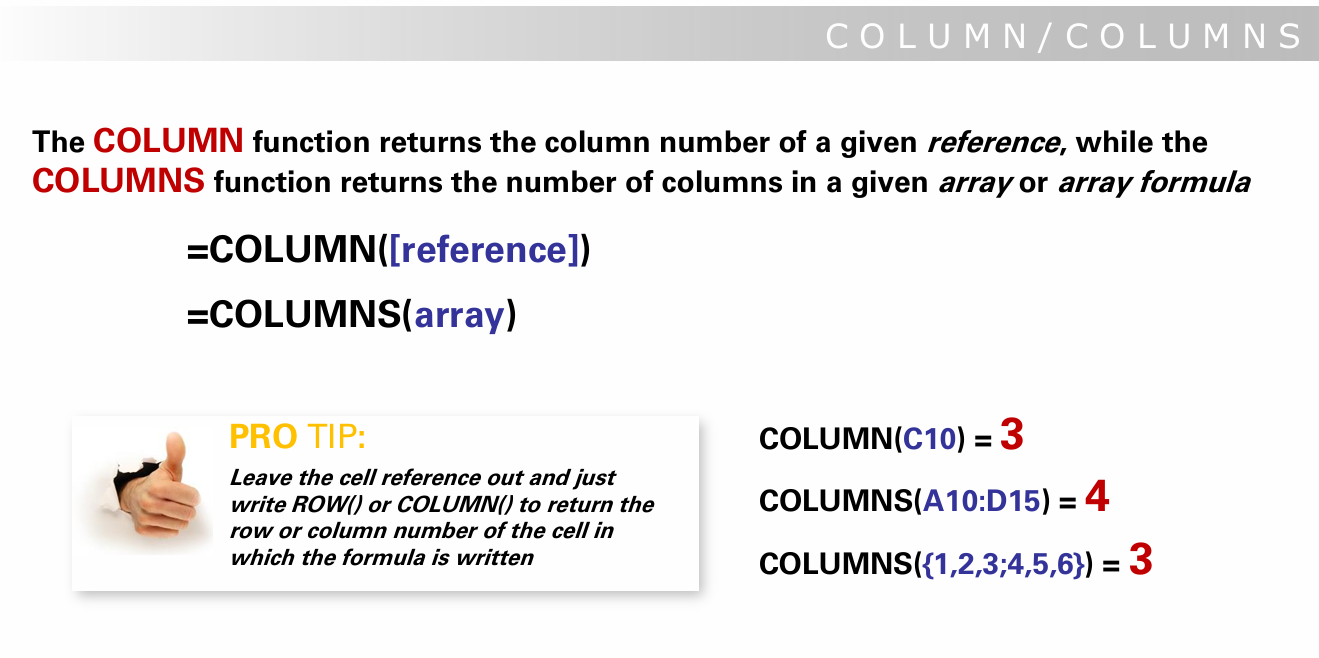 COLUMN/COLUMNS
The COLUMN function returns the column number of a given reference, while the
COLUMNS function returns the number of columns in a given array or array formula
=COLUMN([reference])
=COLUMNS(array)
PRO TIP:
Leave the cell reference out and just
write ROW() or COLUMN() to return the
row or column number of the cell in
which the formula is written
COLUMN(C10) = 3
COLUMNS(A10:D15) = 4
COLUMNS({1,2,3;4,5,6}) = 3